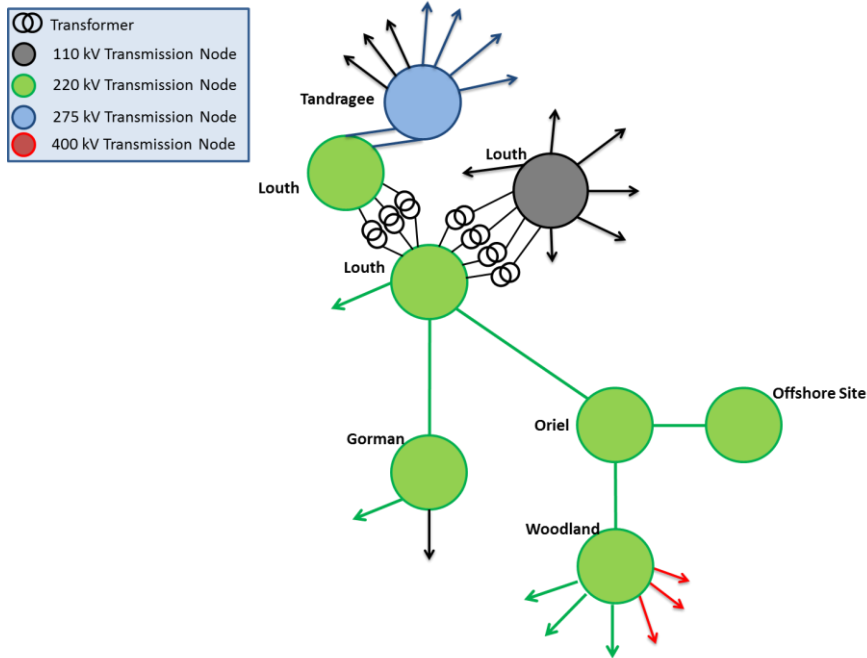 Transformer
110 kV Transmission Node
220 kV Transmission Node
275 kV Transmission Node
400 kV Transmission Node
Tandragee
Louth
Louth
Louth
Offshore Site
Oriel
Gorman
Woodland